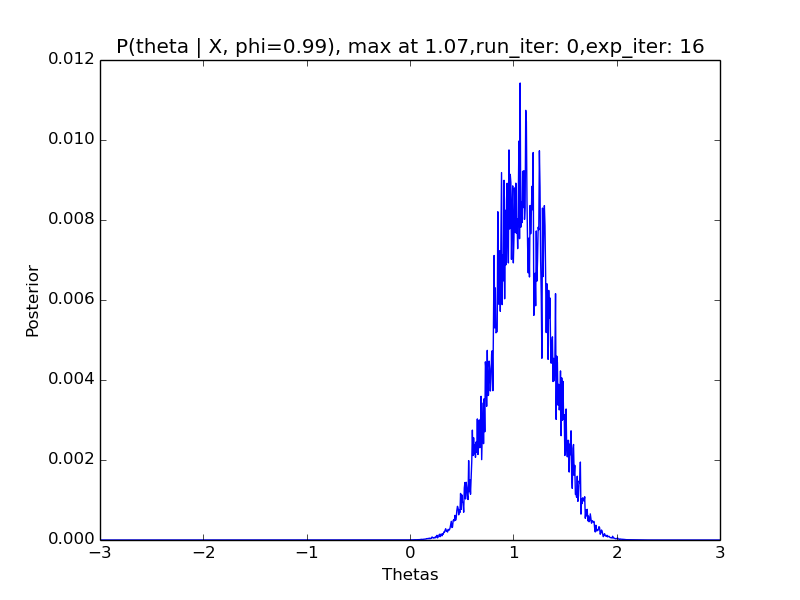 P(theta | X, phi=0.99), max at 1.07,run_iter: 0,exp_iter: 16
0.012
0.010
0.008
0.006
0.004
0.002
0.000
Posterior
−3 −2 −1 0 1 2 3
Thetas